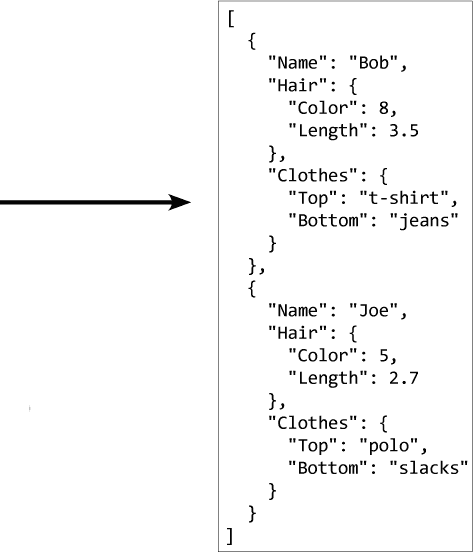 [
  {
    "Name": "Bob",
    "Hair": {
      "Color": 8,
      "Length": 3.5
    },
    "Clothes": {
      "Top": "t-shirt",
      "Bottom": "jeans"
    }
  },
  {
    "Name": "Joe",
    "Hair": {
      "Color": 5,
      "Length": 2.7
    },
    "Clothes": {
      "Top": "polo",
      "Bottom": "slacks"
    }
  }
]